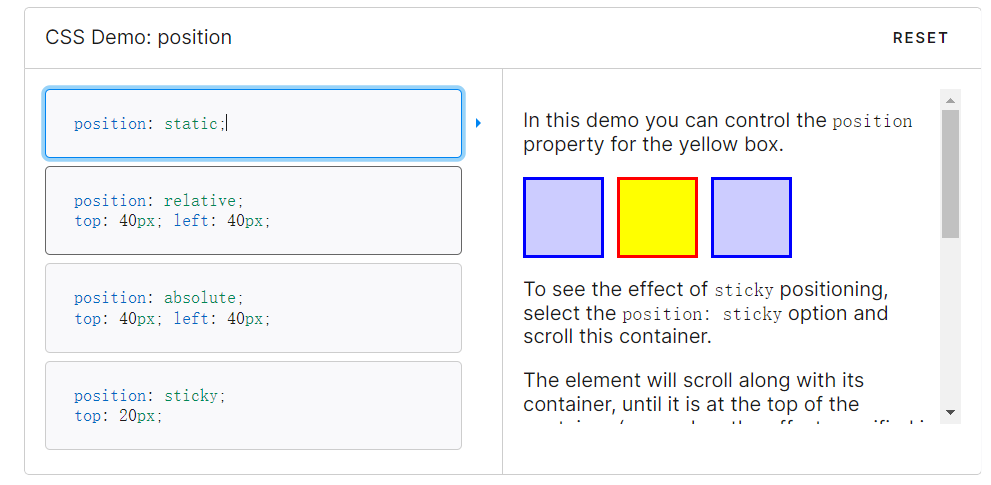 CSS Demo: position
RESET
position: static;
position: relative;
top: 40px; left: 40px;
position: absolute;
top: 40px; left: 40px;
position: sticky;
top: 20px;
In this demo you can control the position
property for the yellow box.
To see the effect of sticky positioning,
select the position: sticky option and
scroll this container.
The element will scroll along with its
container, until it is at the top of the